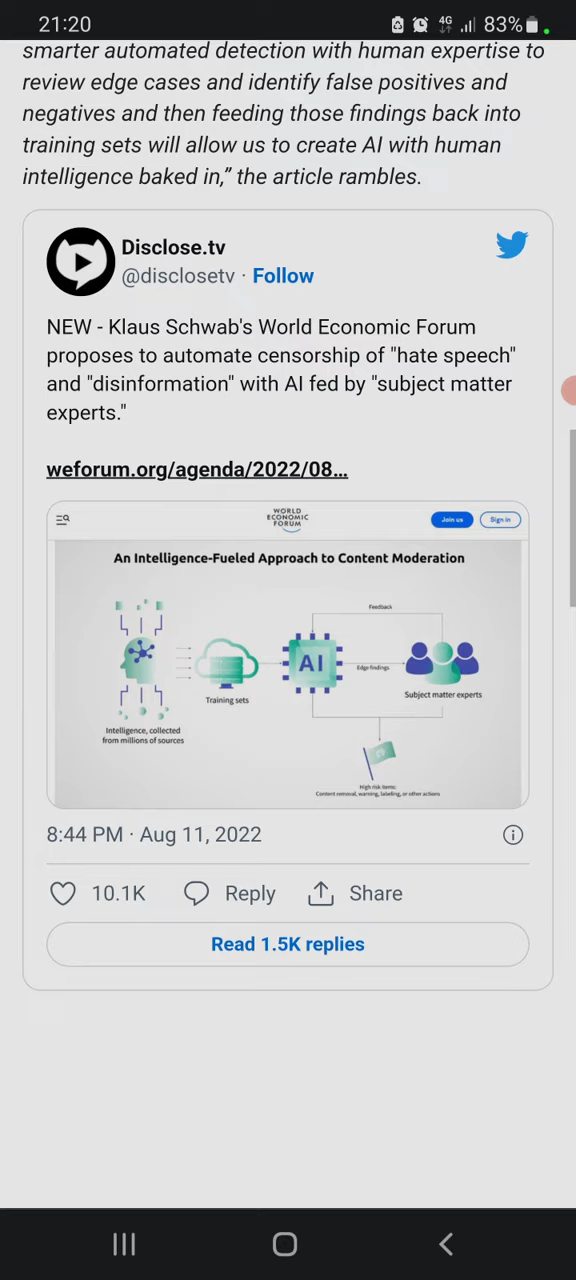 21:20
4G
83%
smarter automated detection with human expertise to
review edge cases and identify false positives and
negatives and then feeding those findings back into
training sets will allow us to create AI with human
intelligence baked in,” the article rambles.
Disclose.tv
@disclosetv · Follow
NEW - Klaus Schwab's World Economic Forum
proposes to automate censorship of "hate speech"
and "disinformation" with AI fed by "subject matter
experts."
weforum.org/agenda/2022/08…
WORLD
ECONOMIC
FORUM
Join us
Sign in
An Intelligence-Fueled Approach to Content Moderation
Feedback
AI
Edge findings
Training sets
Subject matter experts
Intelligence, collected
from millions of sources
High risk items:
Content removal, warning, labeling, or other actions
8:44 PM · Aug 11, 2022
10.1K
Reply
Share
Read 1.5K replies